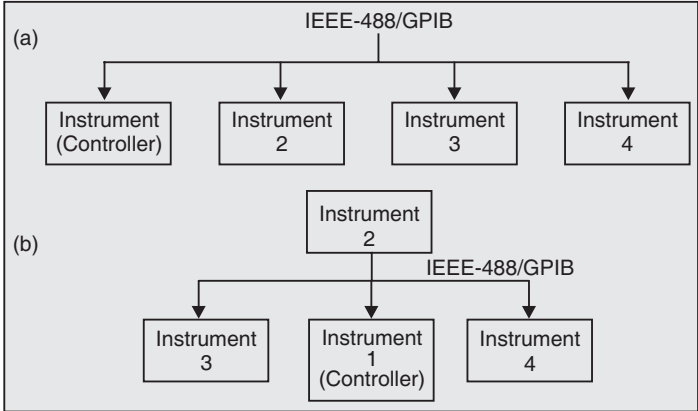 (a)
IEEE-488/GPIB
Instrument
(Controller)
Instrument
2
Instrument
3
Instrument
4
(b)
Instrument
2
IEEE-488/GPIB
Instrument
3
Instrument
1
(Controller)
Instrument
4